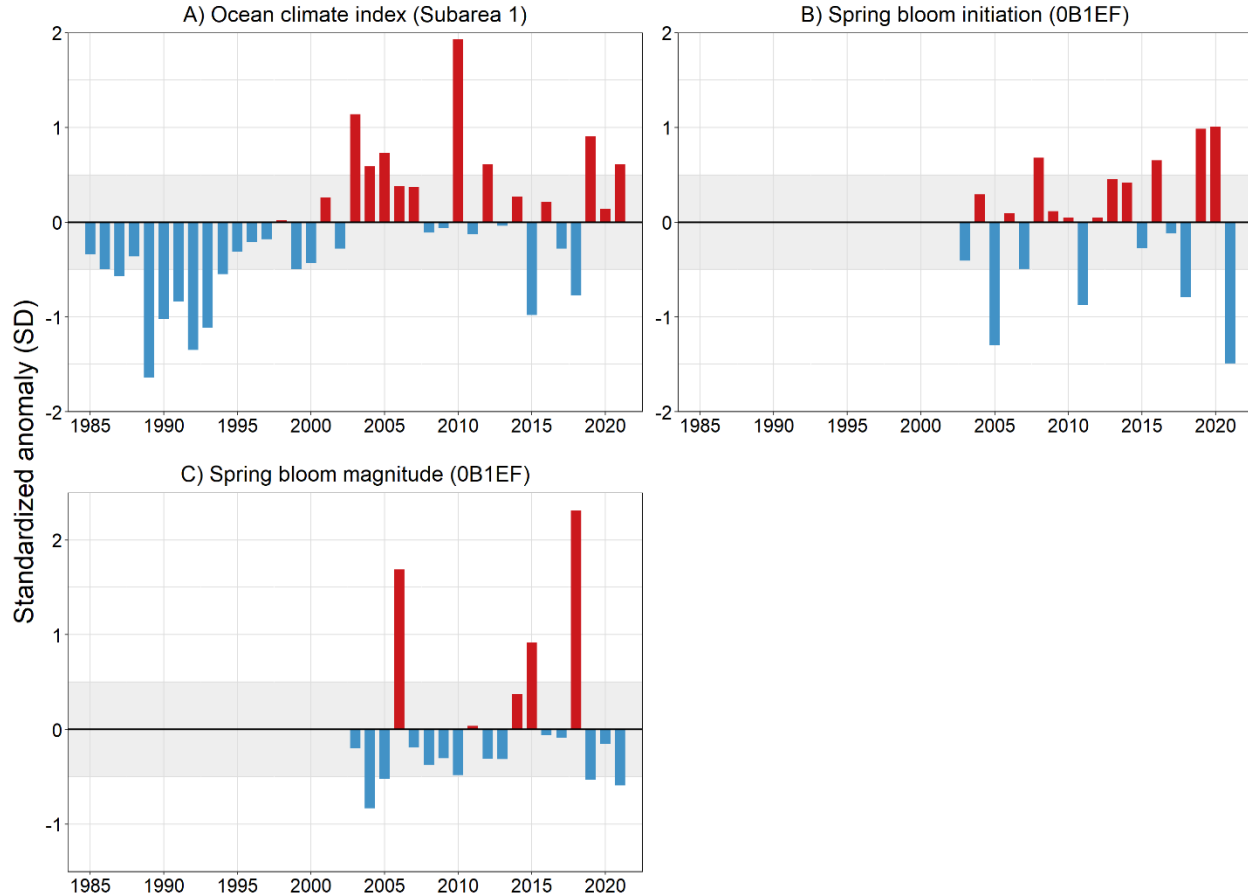 A) Ocean climate index (Subarea 1)
B) Spring bloom initiation (0B1EF)
Standardized anomaly (SD)
2
1
0
-1
-2
1985 1990 1995 2000 2005 2010 2015 2020
2
1
0
-1
-2
1985 1990 1995 2000 2005 2010 2015 2020
C) Spring bloom magnitude (0B1EF)
2
1
0
-1
1985 1990 1995 2000 2005 2010 2015 2020